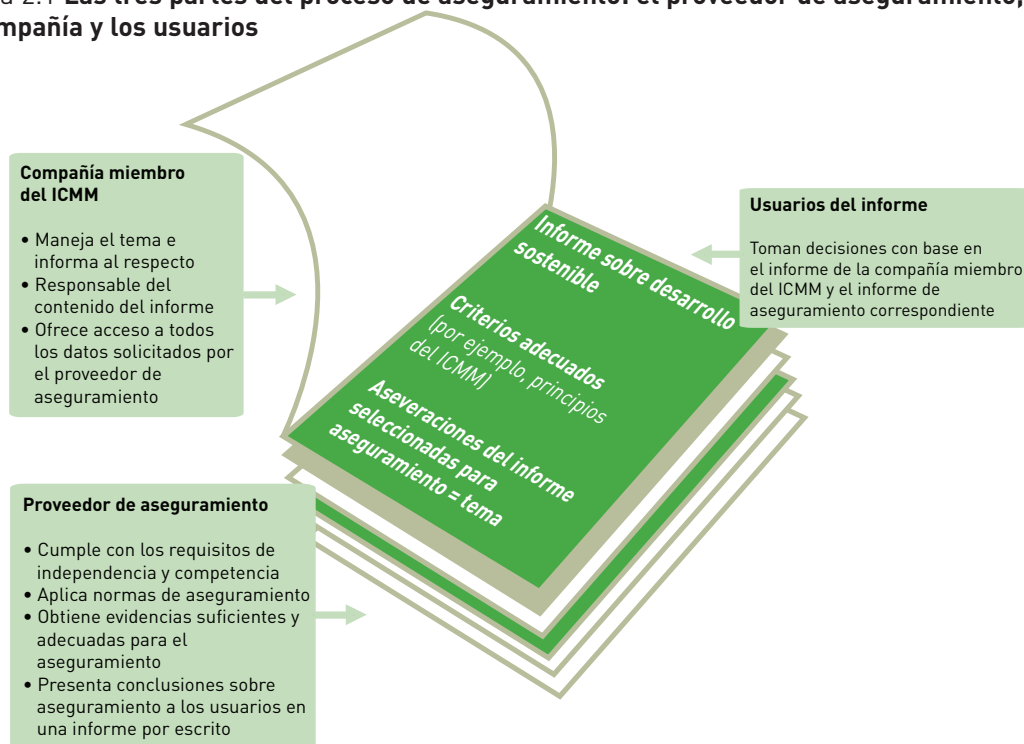 2.1 Las tres partes del proceso de aseguramiento: el proveedor de aseguramiento,
y los usuarios
Compañía miembro
del ICMM
• Maneja el tema e
informa al respecto
• Responsable del
contenido del informe
• Ofrece acceso a todos
los datos solicitados por
el proveedor de
aseguramiento
Informe sobre desarrollo
sostenible
Criterios adecuados
(por ejemplo, principios
del ICMM)
Aseveraciones del informe
seleccionadas para
aseguramiento = tema
Usuarios del informe
Toman decisiones con base en
el informe de la compañía miembro
del ICMM y el informe de
aseguramiento correspondiente
Proveedor de aseguramiento
• Cumple con los requisitos de
independencia y competencia
• Aplica normas de aseguramiento
• Obtiene evidencias suficientes y
adecuadas para el
aseguramiento
• Presenta conclusiones sobre
aseguramiento a los usuarios en
una informe por escrito